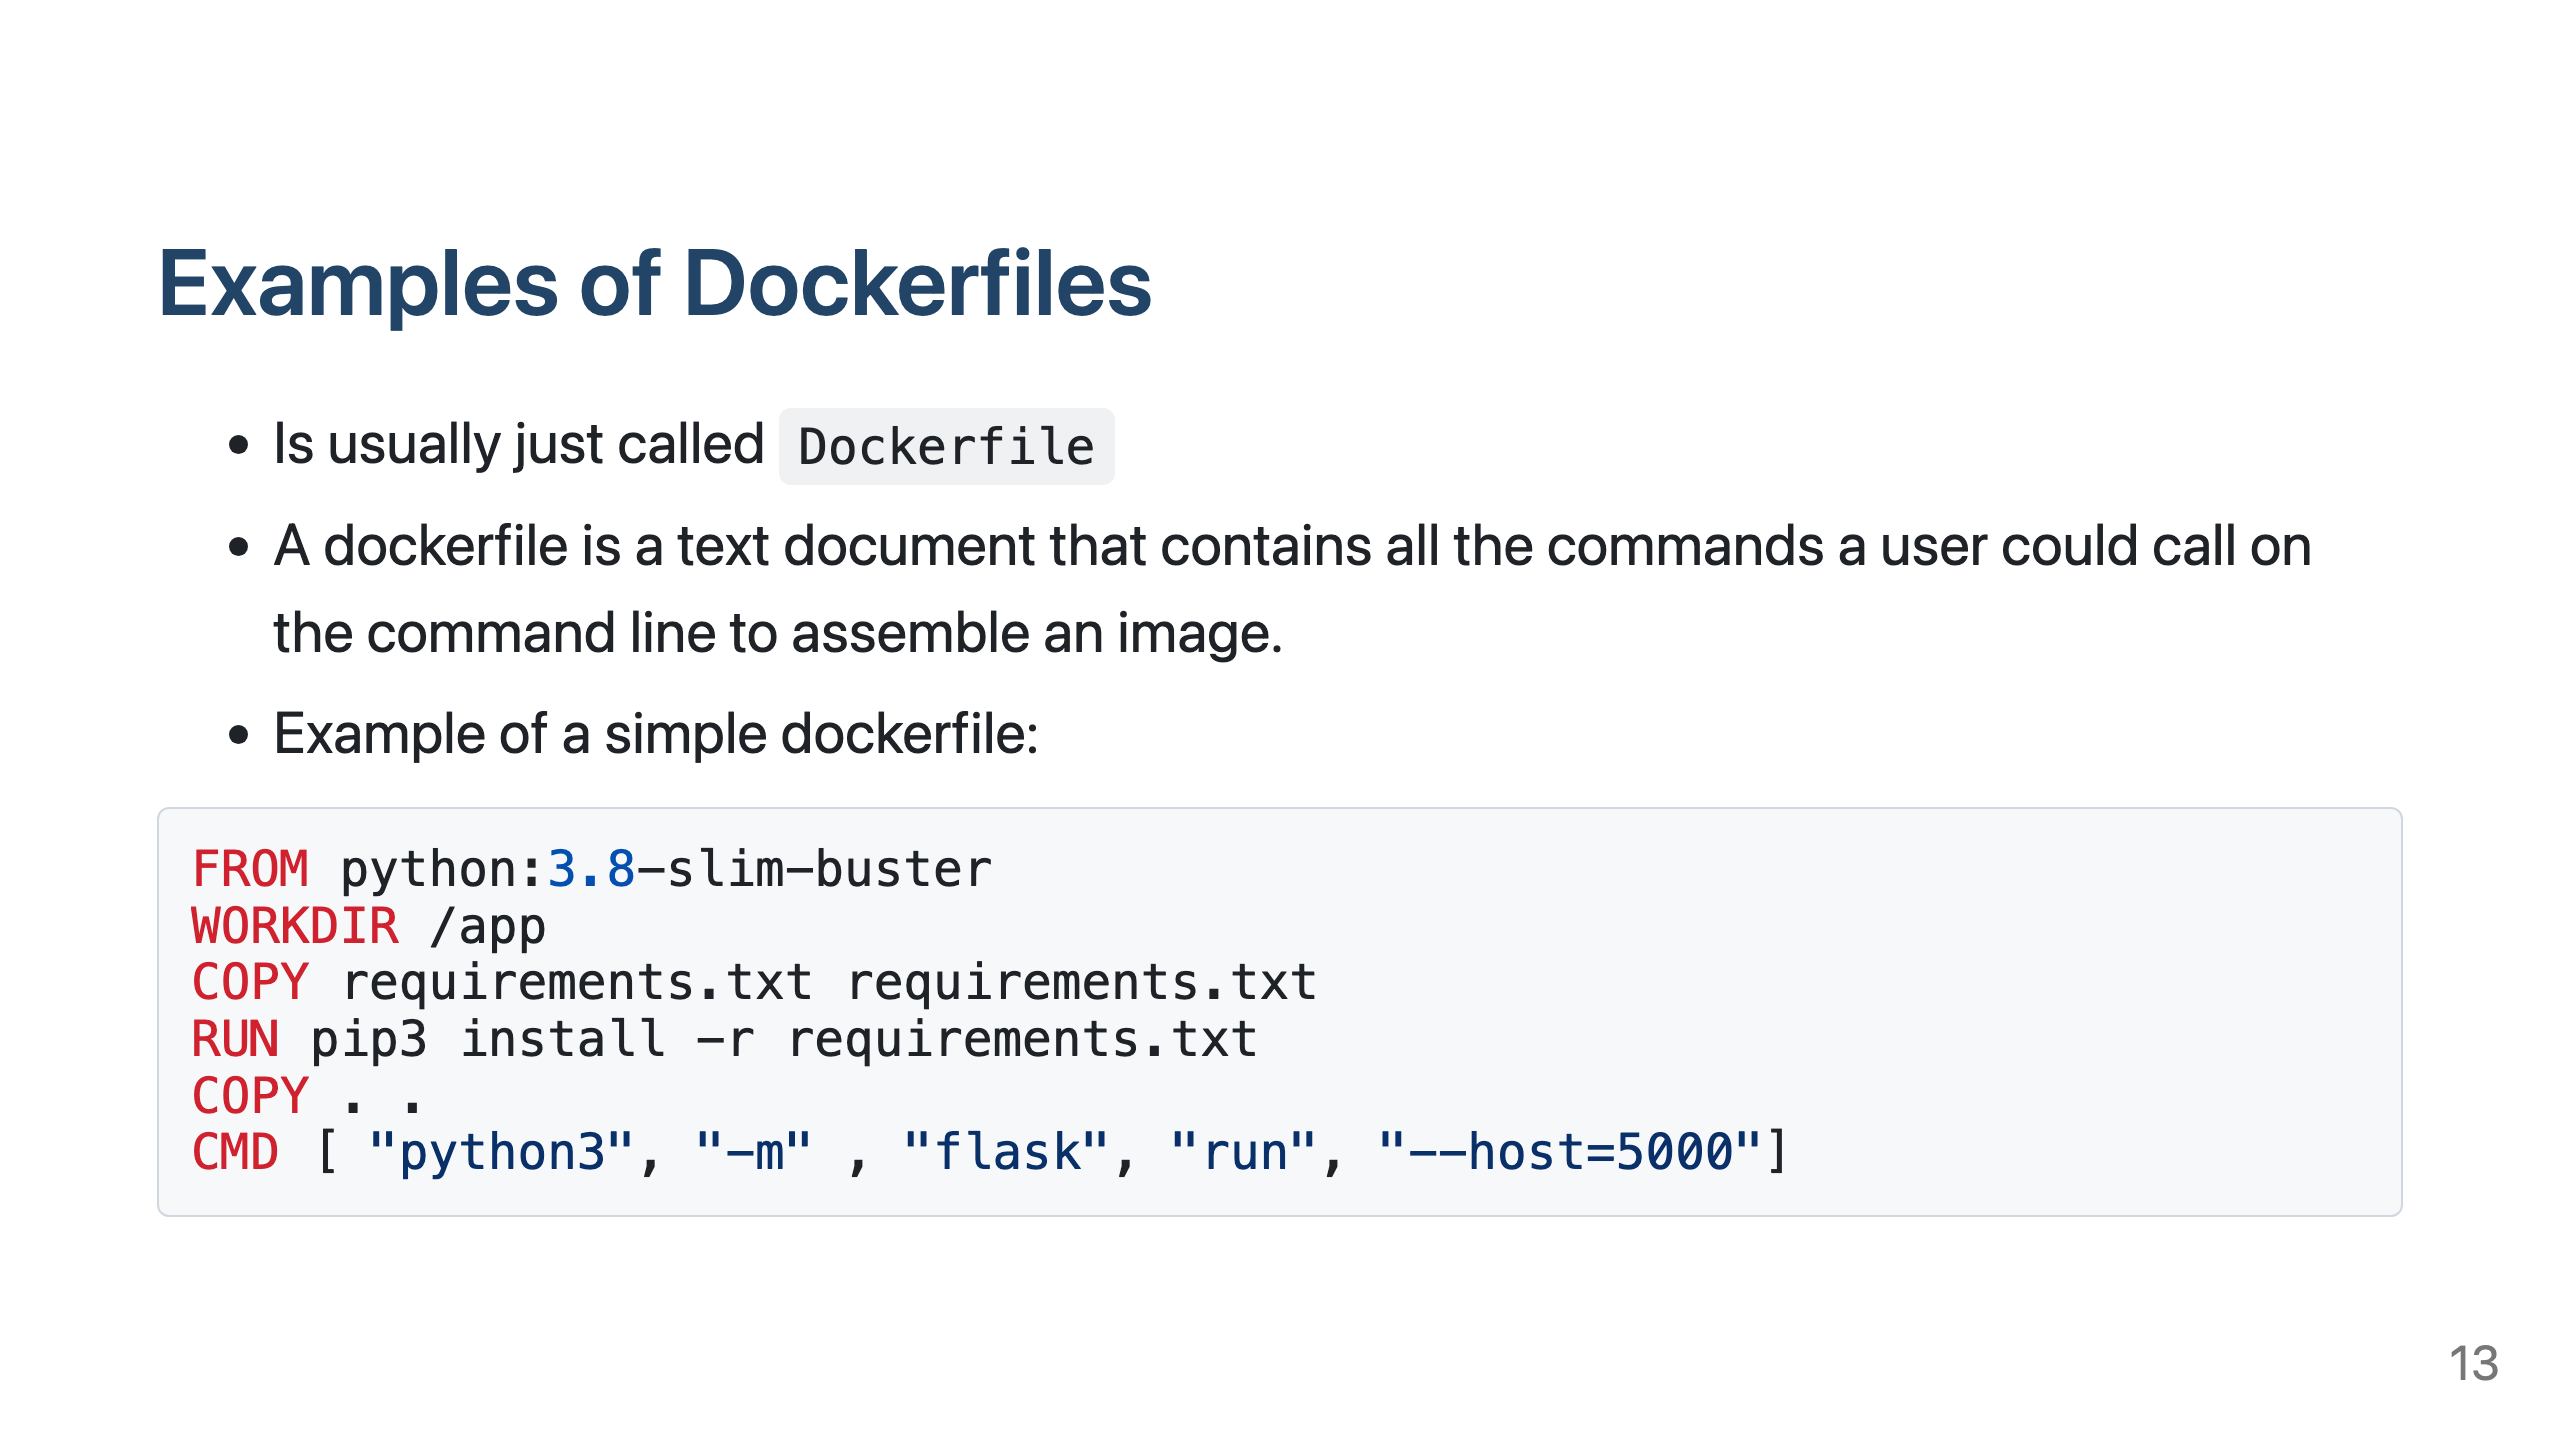 Examples of Dockerfiles
• Is usually just called Dockerfile
• A dockerfile is a text document that contains all the commands a user could call on
the command line to assemble an image.
• Example of a simple dockerfile:
FROM python:3.8-slim-buster
WORKDIR /app
COPY requirements.txt requirements.txt
RUN pip3 install -r requirements.txt
COPY . .
CMD [ "python3", "-m" , "flask", "run", "--host=5000"]
13